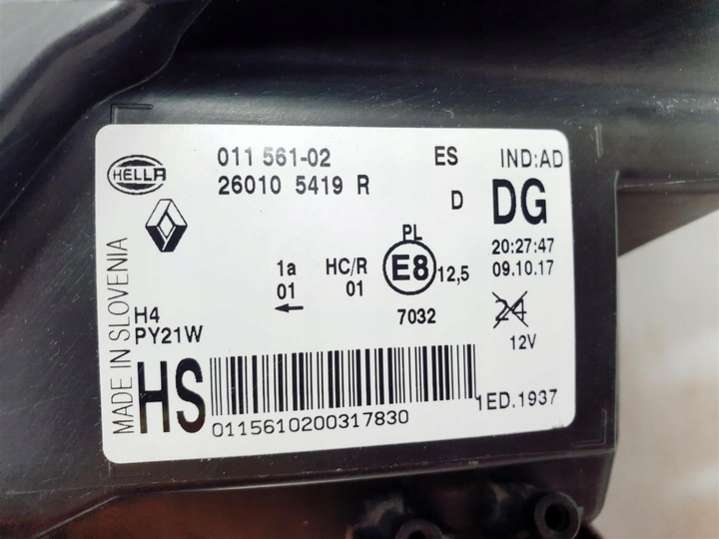 HELLA
011 561-02 ES IND:AD
26010 5419 R D DG
20:27:47
09.10.17
PL
1a HC/R E8 12,5
01 01
7032 24
12V
H4
PY21W
MADE IN SLOVENIA
HS
0115610200317830
1ED.1937